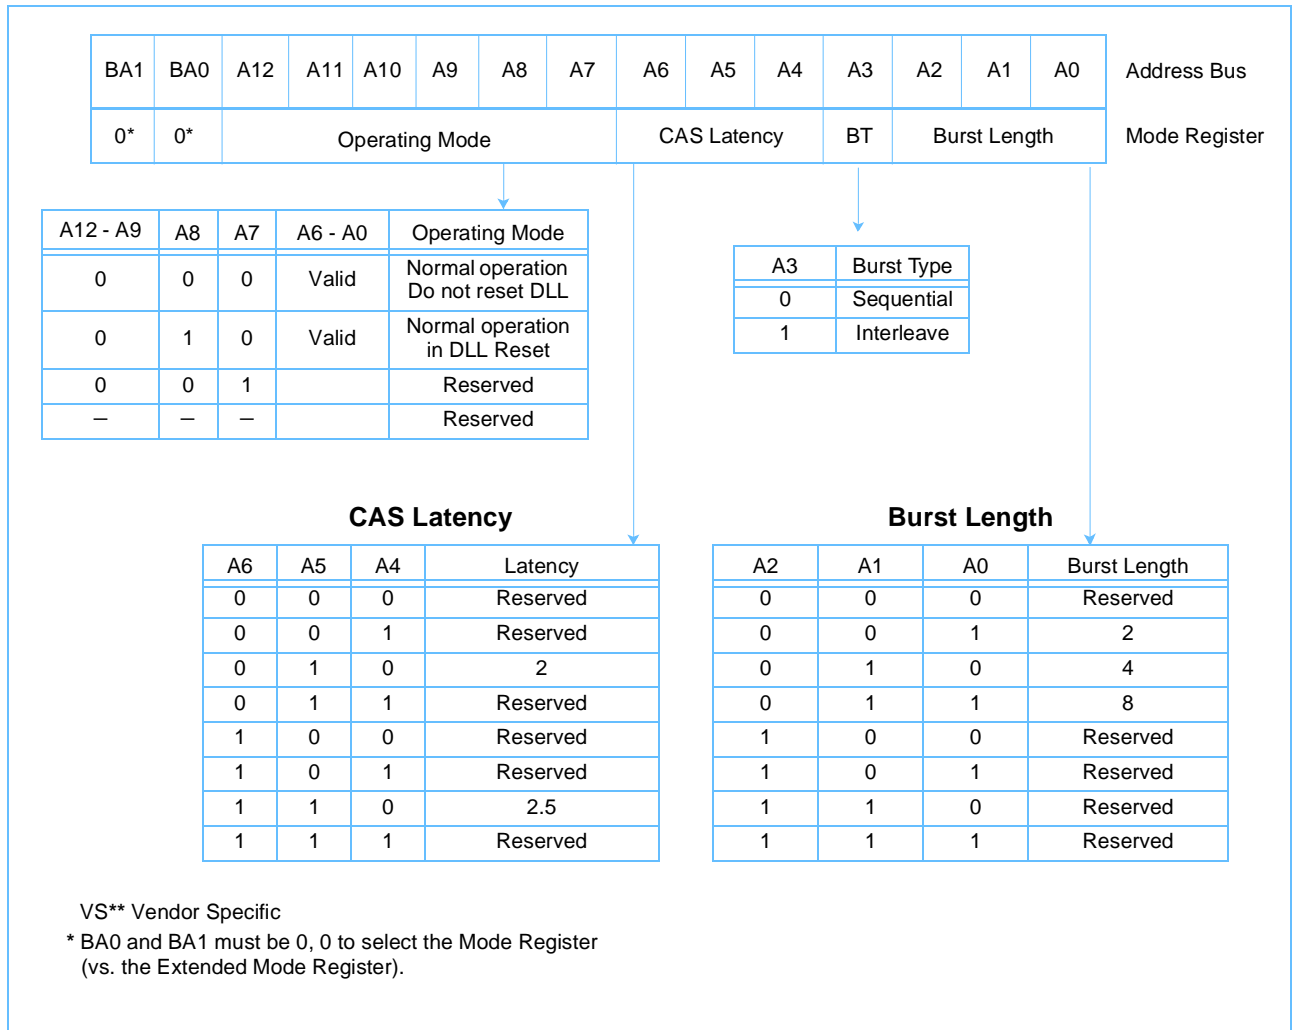 BA1 BA0 A12 A11 A10 A9 A8 A7 A6 A5 A4 A3 A2 A1 A0 Address Bus
0* 0* Operating Mode CAS Latency BT Burst Length Mode Register
A12 - A9 A8 A7 A6 - A0 Operating Mode
0 0 0 Valid Normal operation
Do not reset DLL
0 1 0 Valid Normal operation
in DLL Reset
0 0 1 Reserved
— — — Reserved
A3 Burst Type
0 Sequential
1 Interleave
CAS Latency
A6 A5 A4 Latency
0 0 0 Reserved
0 0 1 Reserved
0 1 0 2
0 1 1 Reserved
1 0 0 Reserved
1 0 1 Reserved
1 1 0 2.5
1 1 1 Reserved
Burst Length
A2 A1 A0 Burst Length
0 0 0 Reserved
0 0 1 2
0 1 0 4
0 1 1 8
1 0 0 Reserved
1 0 1 Reserved
1 1 0 Reserved
1 1 1 Reserved
VS** Vendor Specific
* BA0 and BA1 must be 0, 0 to select the Mode Register
(vs. the Extended Mode Register).